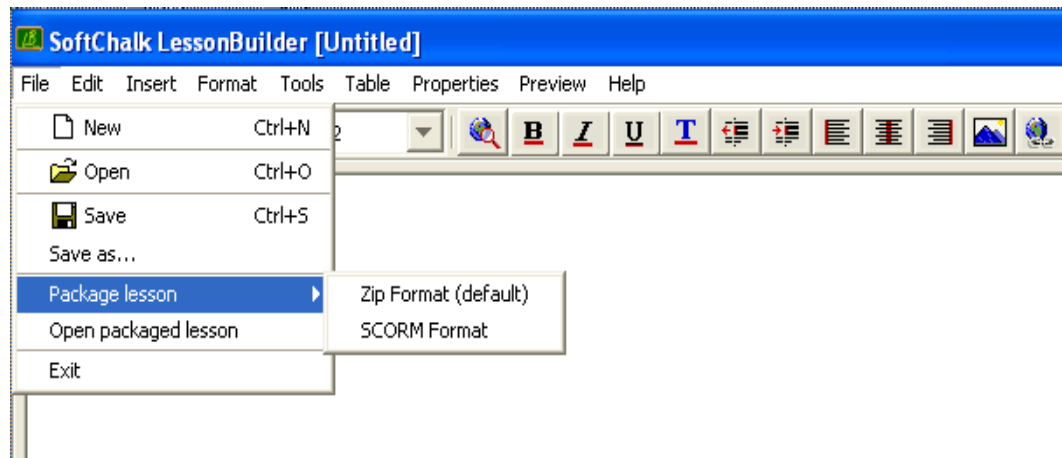 SoftChalk LessonBuilder [Untitled]
File Edit Insert Format Tools Table Properties Preview Help
New Ctrl+N
2
B I U T
Open Ctrl+O
Save Ctrl+S
Save as...
Package lesson
Zip Format (default)
Open packaged lesson
SCORM Format
Exit